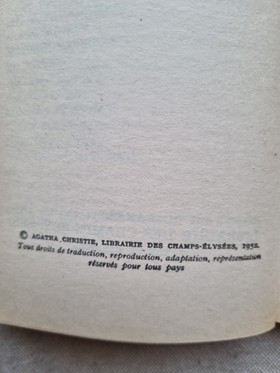 © AGATHA CHRISTIE, LIBRAIRIE DES CHAMPS-ÉLYSÉES, 1952.
Tous droits de traduction, reproduction, adaptation, représentation
réservés pour tous pays